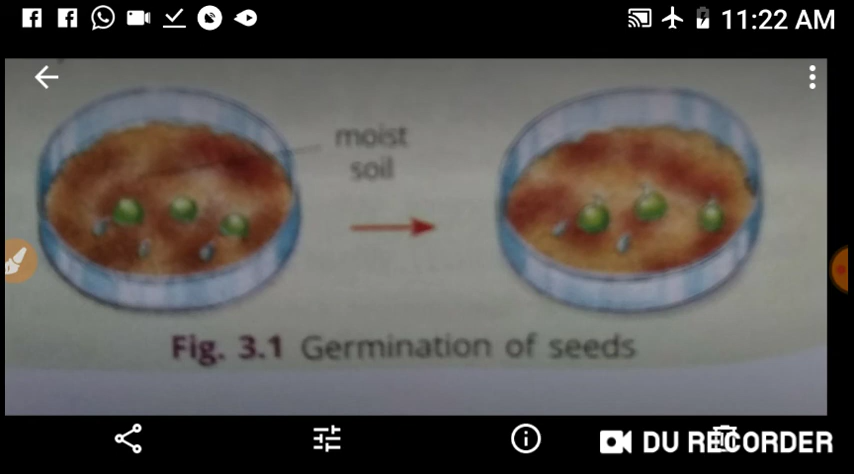 11:22 AM
moist
soil
Fig. 3.1 Germination of seeds
DU RECORDER